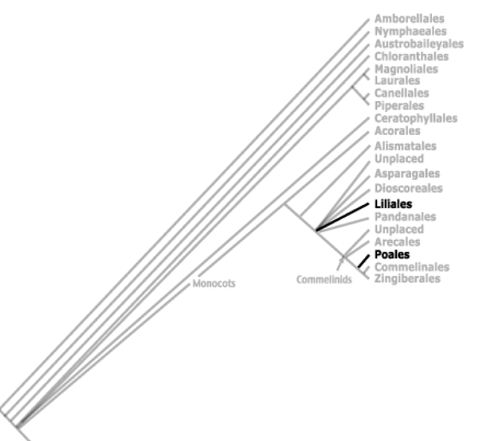 Amborellales
Nymphaeales
Austrobaileyales
Chloranthales
Magnoliales
Laurales
Canellales
Piperales
Ceratophyllales
Acorales
Alismatales
Unplaced
Asparagales
Dioscoreales
Liliales
Pandanales
Unplaced
Arecales
Poales
Commelinales
Zingiberales
Commelinids
Monocots